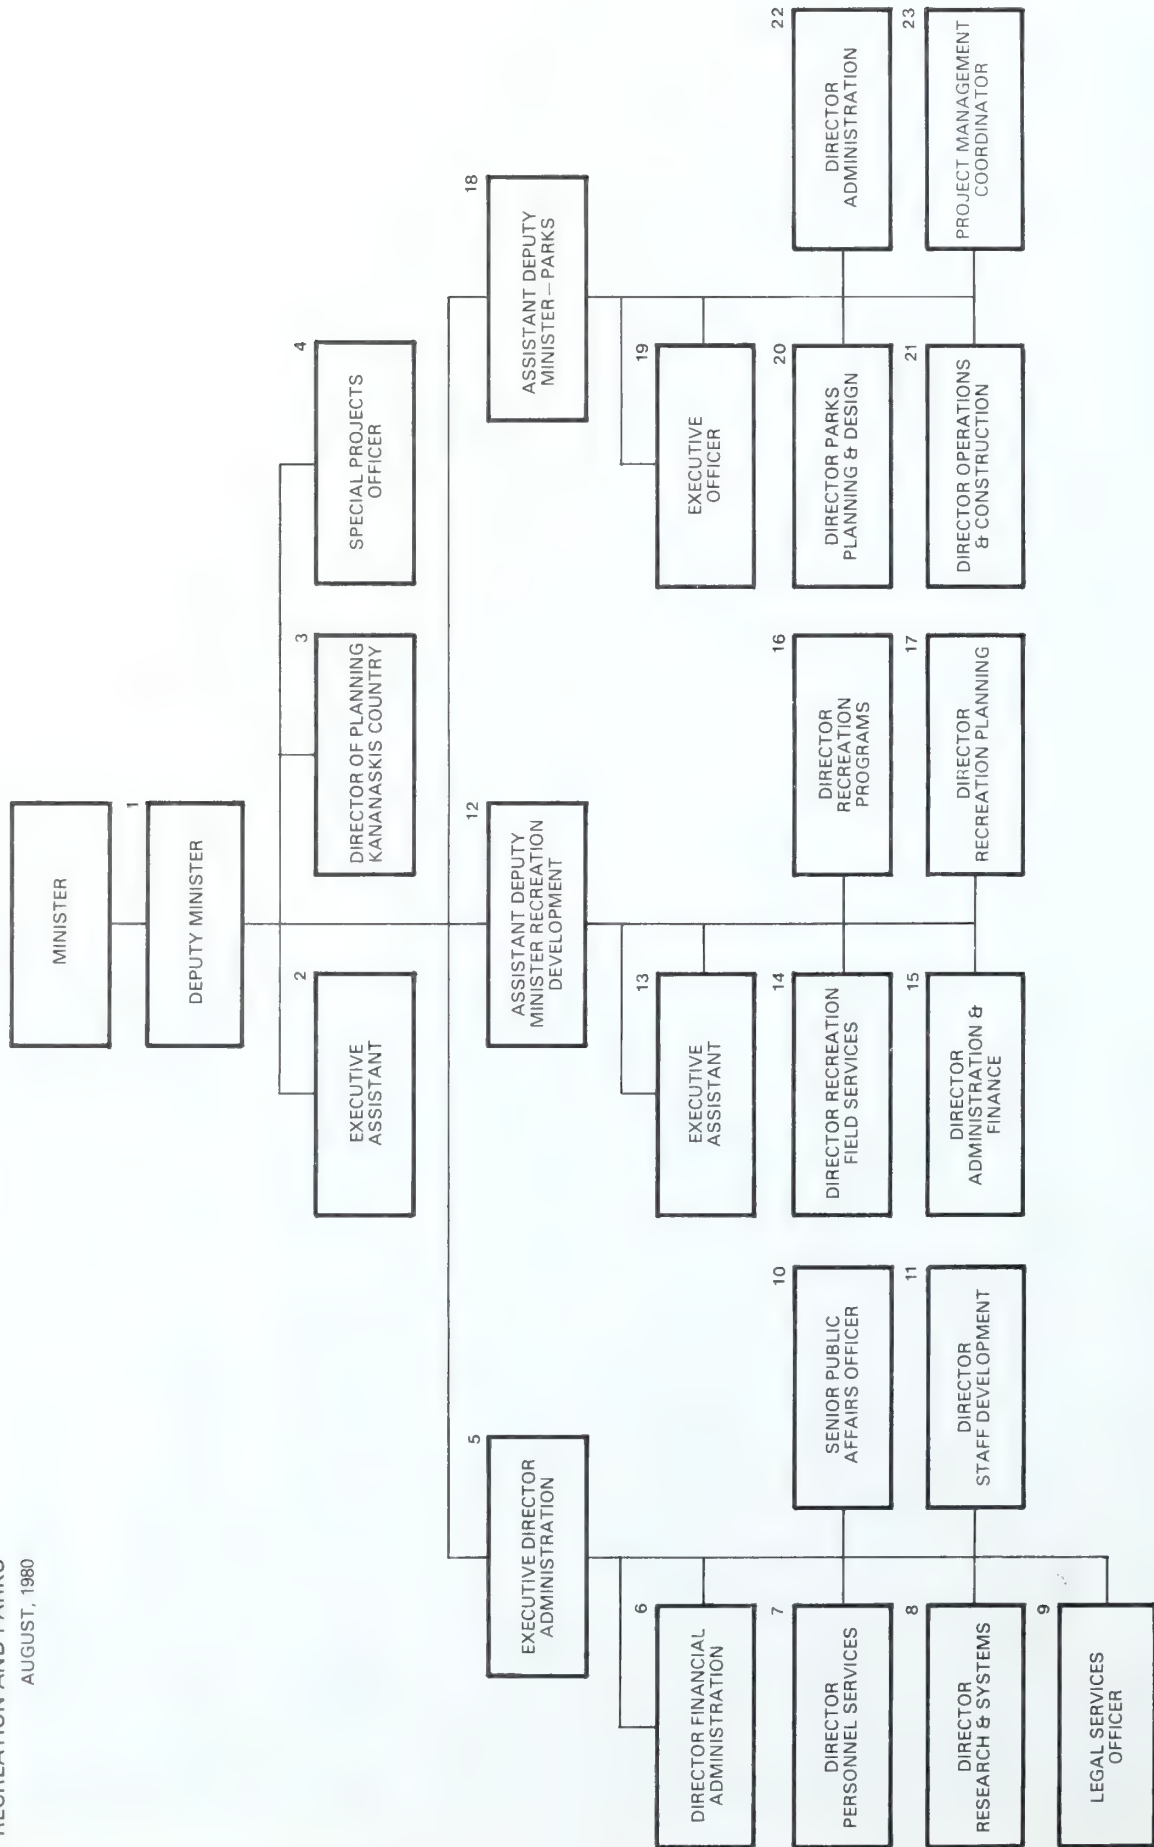 RECREATION AND PARKS
AUGUST, 1980
MINISTER
1
DEPUTY MINISTER
2
EXECUTIVE
ASSISTANT
3
DIRECTOR OF PLANNING
KANANASKIS COUNTRY
4
SPECIAL PROJECTS
OFFICER
5
EXECUTIVE DIRECTOR
ADMINISTRATION
12
ASSISTANT DEPUTY
MINISTER RECREATION
DEVELOPMENT
18
ASSISTANT DEPUTY
MINISTER – PARKS
6
DIRECTOR FINANCIAL
ADMINISTRATION
7
DIRECTOR
PERSONNEL SERVICES
8
DIRECTOR
RESEARCH & SYSTEMS
9
LEGAL SERVICES
OFFICER
10
SENIOR PUBLIC
AFFAIRS OFFICER
11
DIRECTOR
STAFF DEVELOPMENT
13
EXECUTIVE
ASSISTANT
14
DIRECTOR RECREATION
FIELD SERVICES
15
DIRECTOR
ADMINISTRATION &
FINANCE
16
DIRECTOR
RECREATION
PROGRAMS
17
DIRECTOR
RECREATION PLANNING
19
EXECUTIVE
OFFICER
20
DIRECTOR PARKS
PLANNING & DESIGN
21
DIRECTOR OPERATIONS
& CONSTRUCTION
22
DIRECTOR
ADMINISTRATION
23
PROJECT MANAGEMENT
COORDINATOR